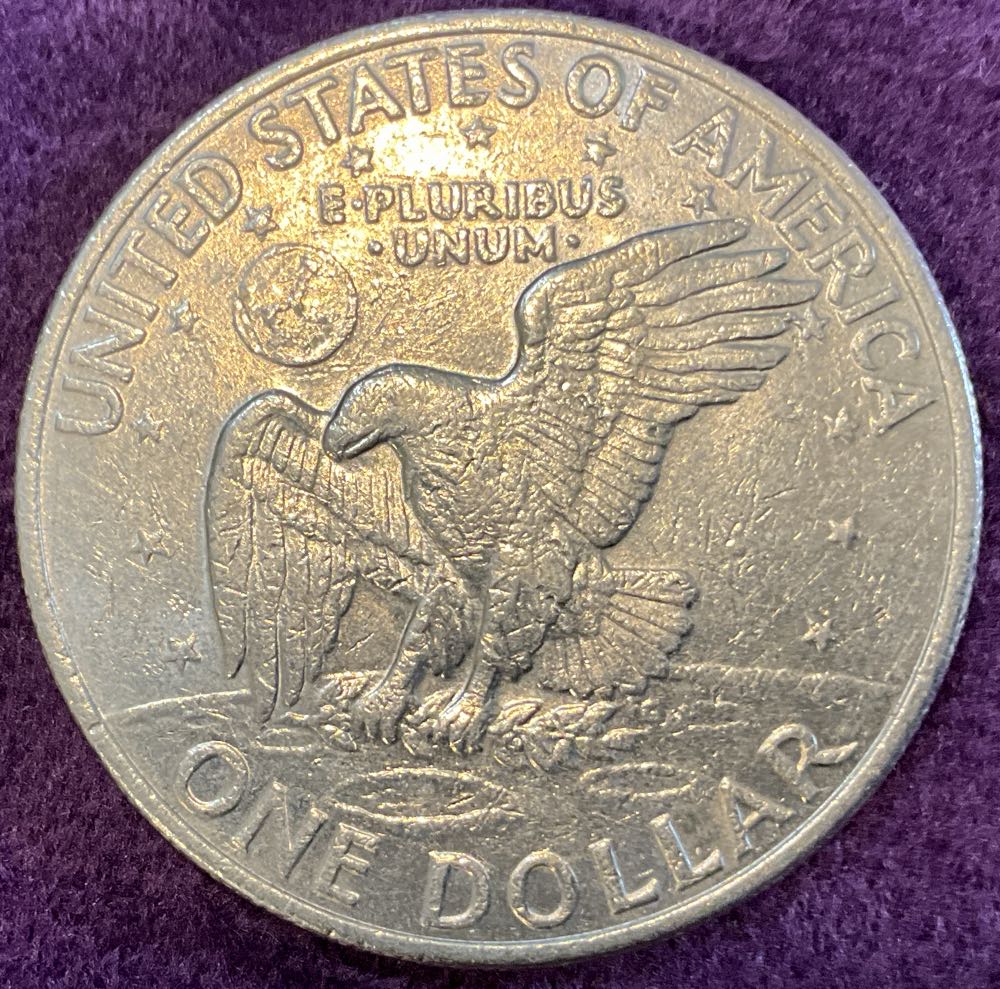 UNITED STATES OF AMERICA
E·PLURIBUS
·UNUM·
ONE DOLLAR